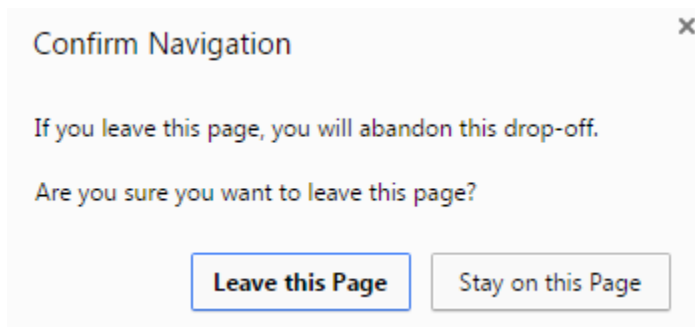 Confirm Navigation
If you leave this page, you will abandon this drop-off.
Are you sure you want to leave this page?
Leave this Page Stay on this Page